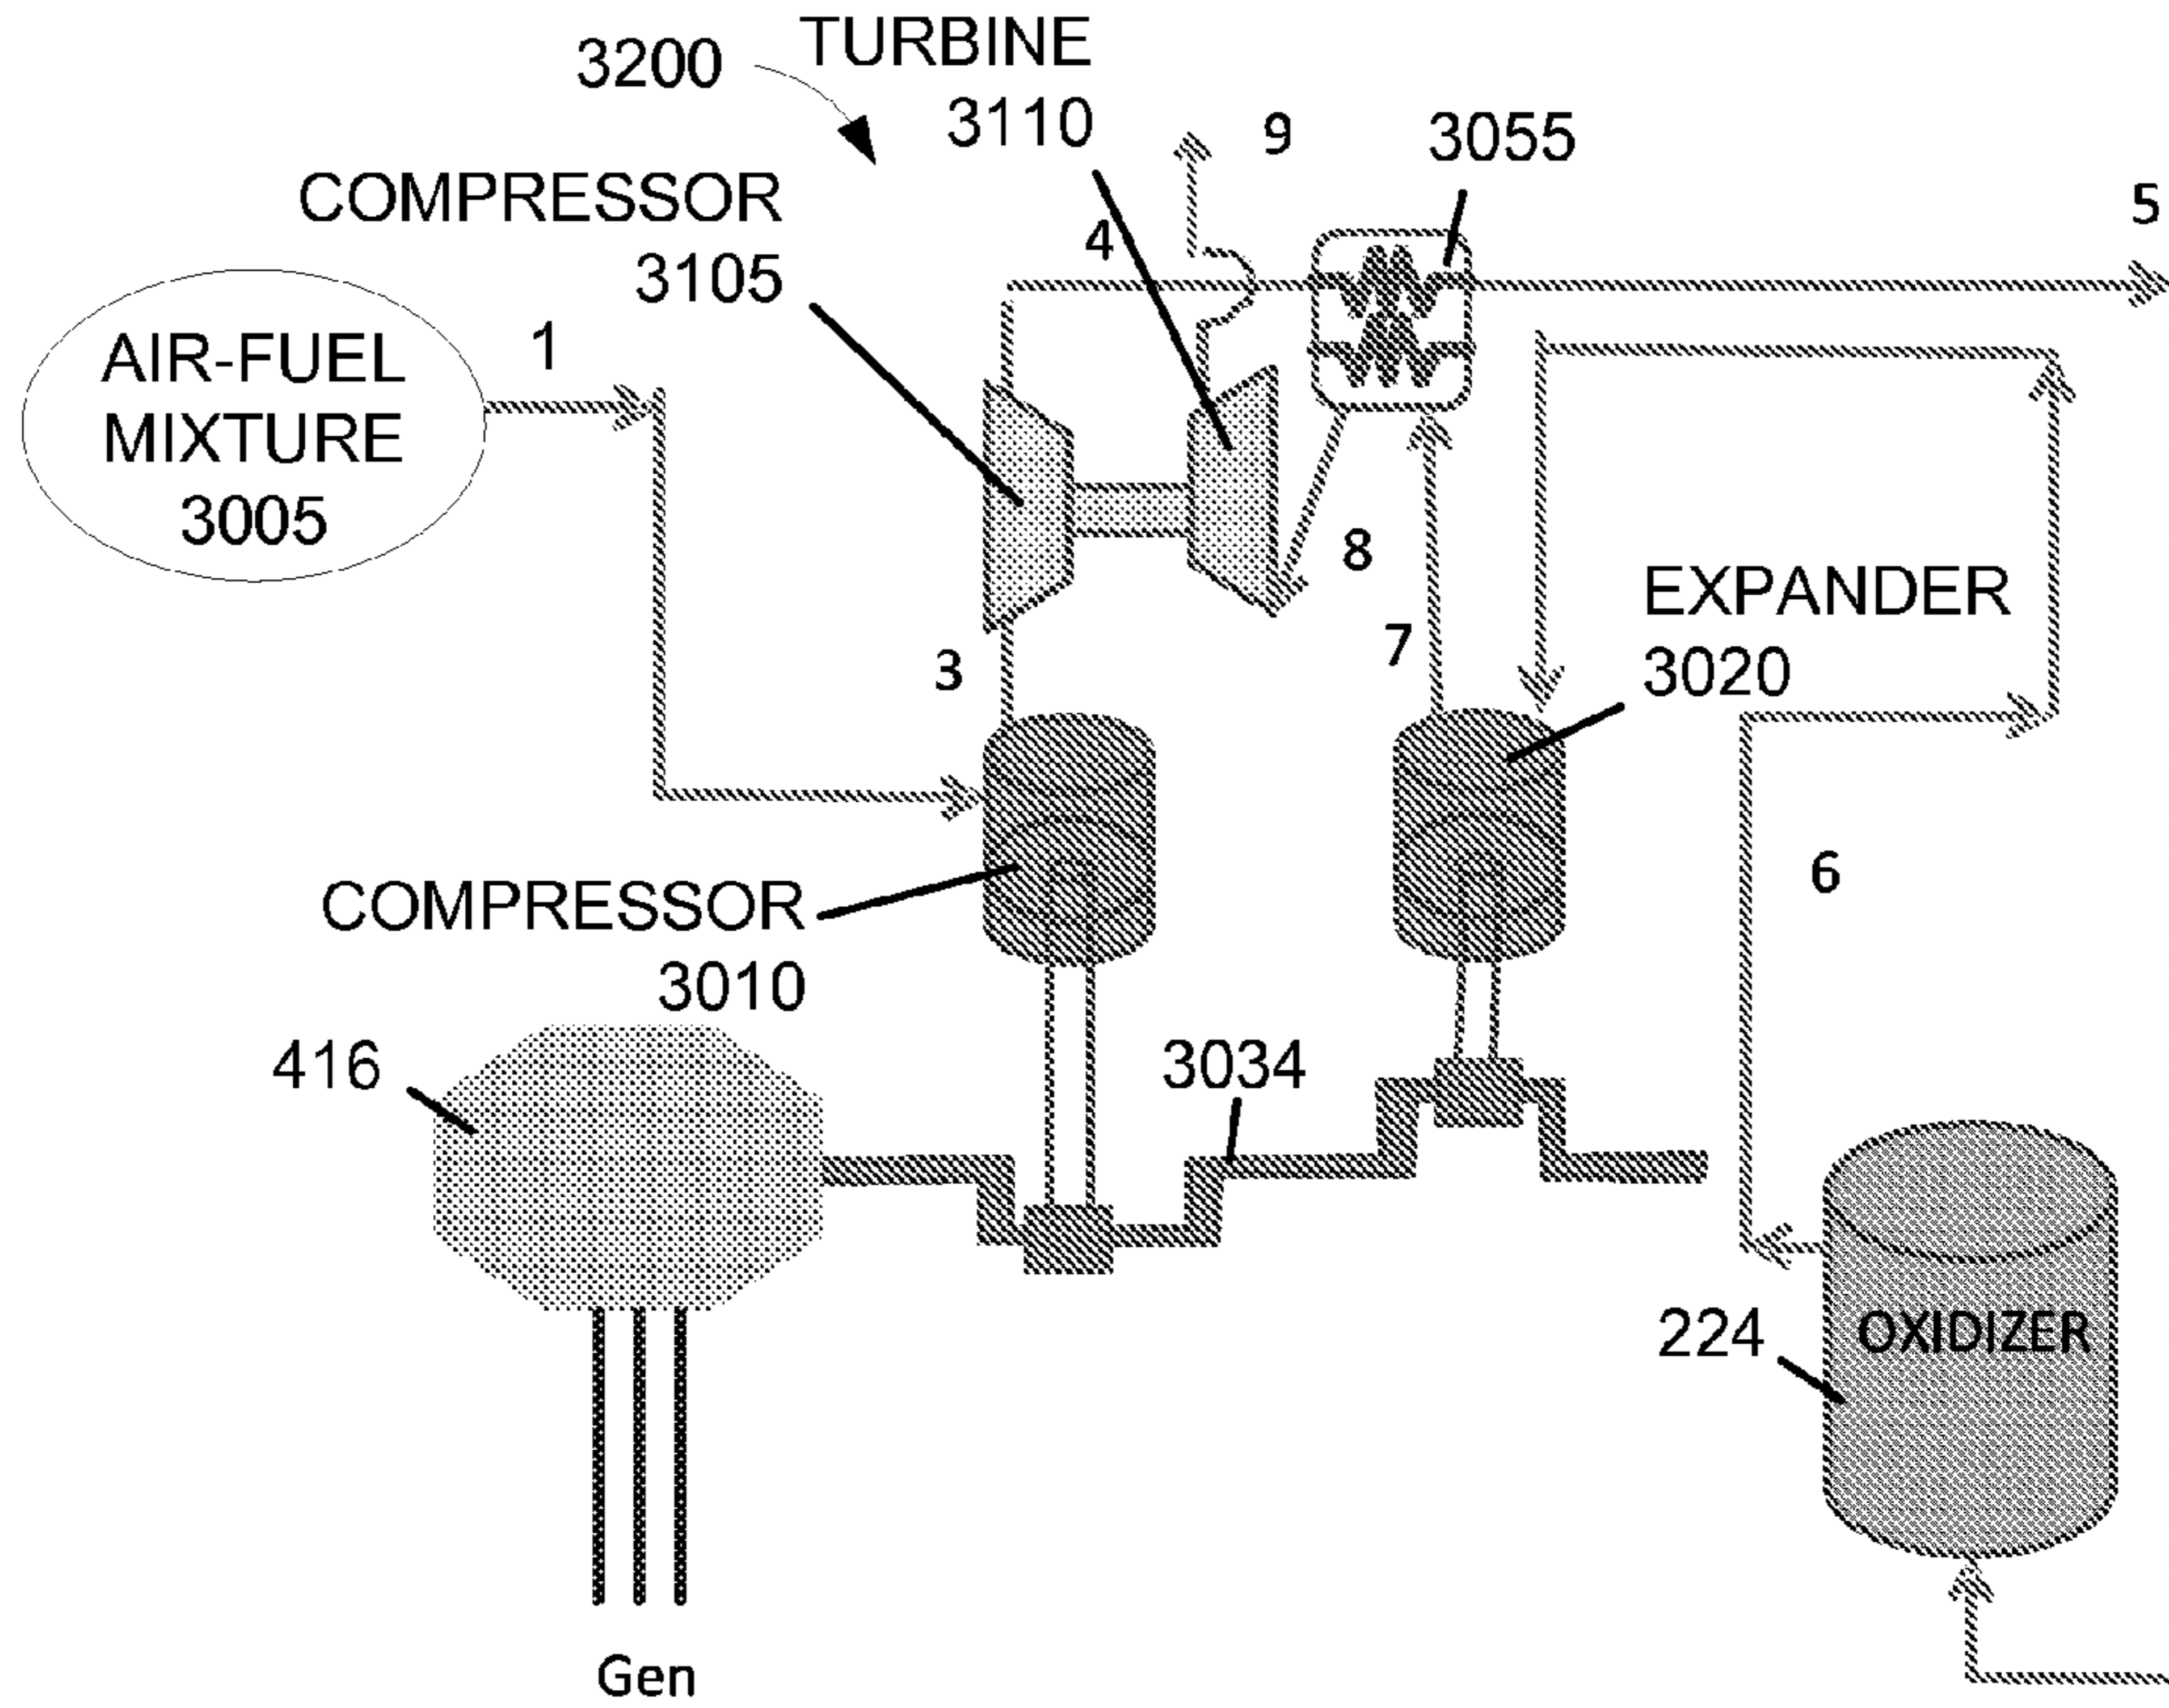 TURBINE
3200
3110
9
3055
COMPRESSOR
3105
4
5
AIR-FUEL
MIXTURE
3005
1
8
EXPANDER
3020
3
7
COMPRESSOR
3010
6
416
3034
224
OXIDIZER
Gen